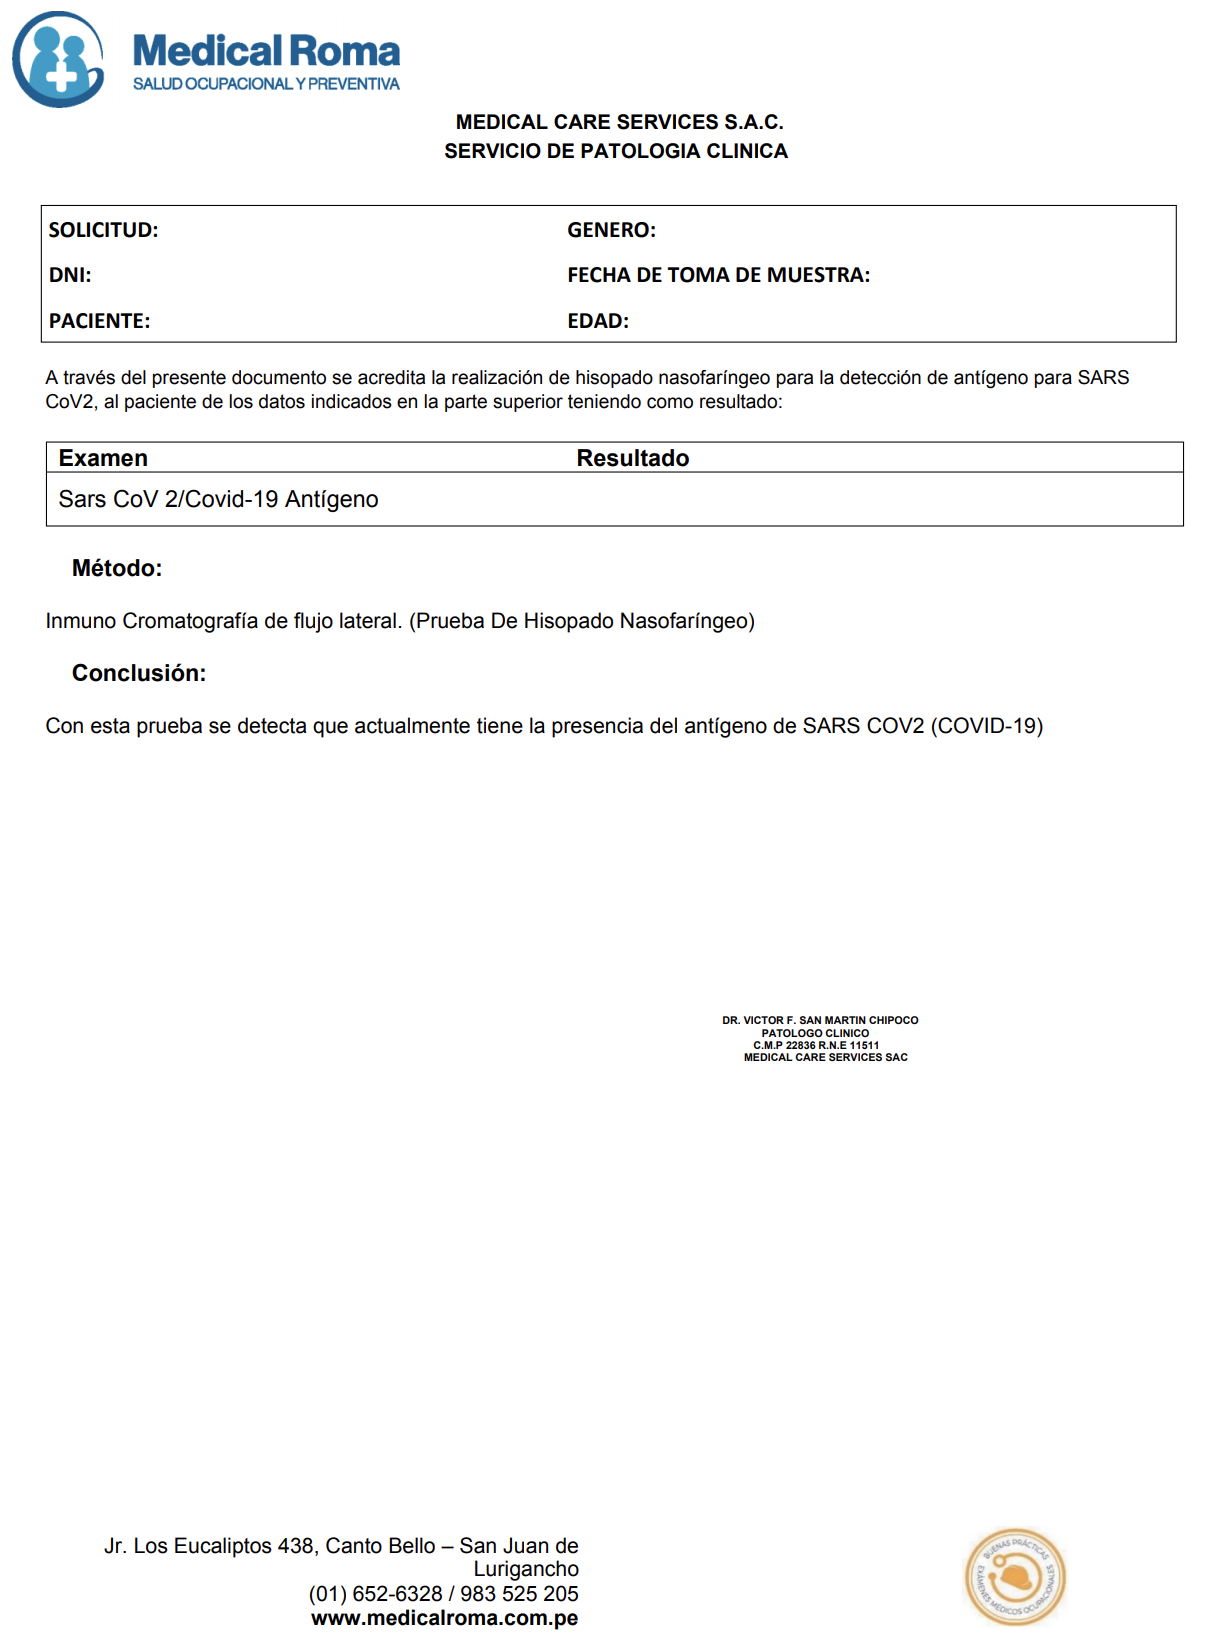 Medical Roma
SALUD OCUPACIONAL Y PREVENTIVA
MEDICAL CARE SERVICES S.A.C.
SERVICIO DE PATOLOGIA CLINICA
SOLICITUD: GENERO:
DNI: FECHA DE TOMA DE MUESTRA:
PACIENTE: EDAD:
A través del presente documento se acredita la realización de hisopado nasofaríngeo para la detección de antígeno para SARS
CoV2, al paciente de los datos indicados en la parte superior teniendo como resultado:
Examen Resultado
Sars CoV 2/Covid-19 Antígeno
Método:
Inmuno Cromatografía de flujo lateral. (Prueba De Hisopado Nasofaríngeo)
Conclusión:
Con esta prueba se detecta que actualmente tiene la presencia del antígeno de SARS COV2 (COVID-19)
DR. VICTOR F. SAN MARTIN CHIPOCO
PATOLOGO CLINICO
C.M.P 22836 R.N.E 11511
MEDICAL CARE SERVICES SAC
Jr. Los Eucaliptos 438, Canto Bello – San Juan de
Lurigancho
(01) 652-6328 / 983 525 205
www.medicalroma.com.pe
BUENAS PRÁCTICAS
EXÁMENES MÉDICOS OCUPACIONALES